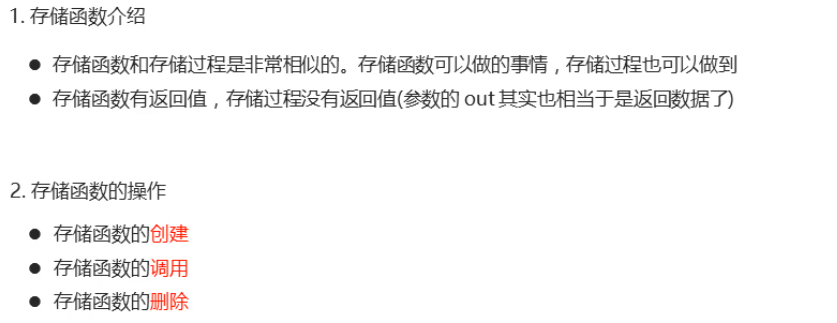 1. 存储函数介绍
● 存储函数和存储过程是非常相似的。存储函数可以做的事情，存储过程也可以做到
● 存储函数有返回值，存储过程没有返回值(参数的 out 其实也相当于是返回数据了)
2. 存储函数的操作
● 存储函数的创建
● 存储函数的调用
● 存储函数的删除